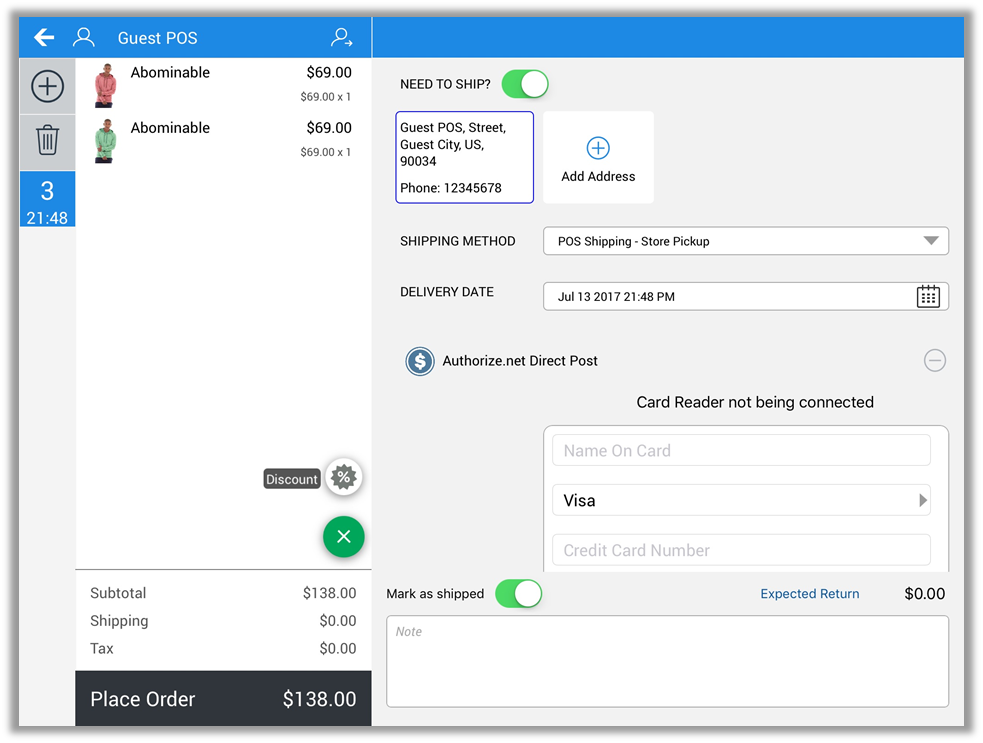 Guest POS
3
21:48
Abominable $69.00
$69.00 x 1
Abominable $69.00
$69.00 x 1
Discount %
Subtotal $138.00
Shipping $0.00
Tax $0.00
Place Order $138.00
NEED TO SHIP?
Guest POS, Street,
Guest City, US,
90034
Phone: 12345678
Add Address
SHIPPING METHOD POS Shipping - Store Pickup
DELIVERY DATE Jul 13 2017 21:48 PM
$ Authorize.net Direct Post
Card Reader not being connected
Name On Card
Visa
Credit Card Number
Mark as shipped Expected Return $0.00
Note